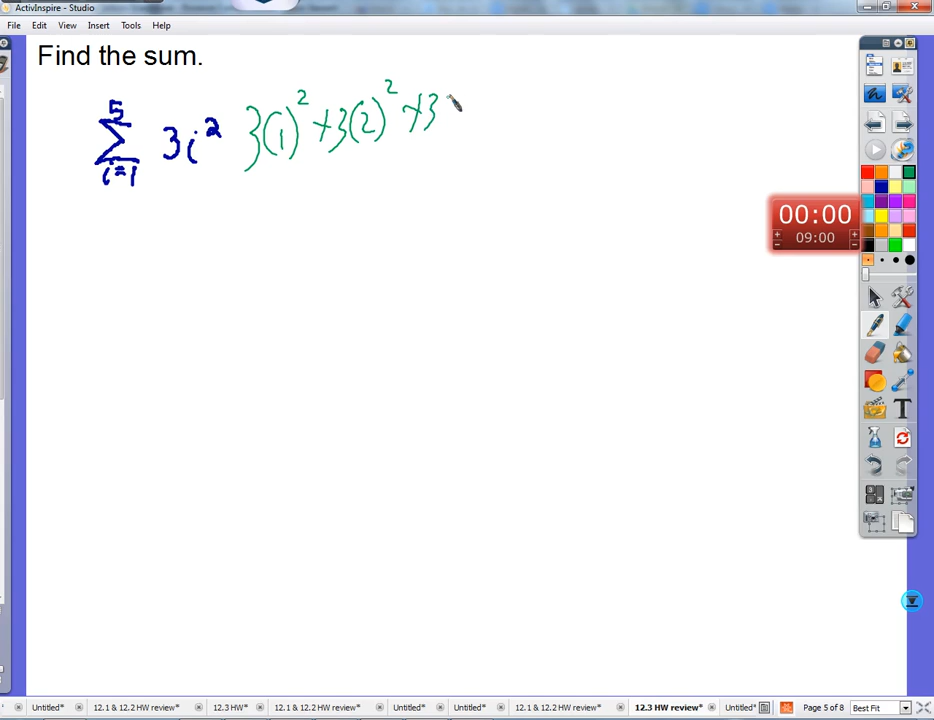 ActivInspire - Studio
File Edit View Insert Tools Help
Find the sum.
5
∑ 3i² 3(1)² + 3(2)² + 3
i=1
00:00
09:00
T
Untitled* 12.1 & 12.2 HW review* 12.3 HW* 12.1 & 12.2 HW review* Untitled* Untitled* 12.1 & 12.2 HW review* 12.3 HW review* Untitled* Page 5 of 8 Best Fit